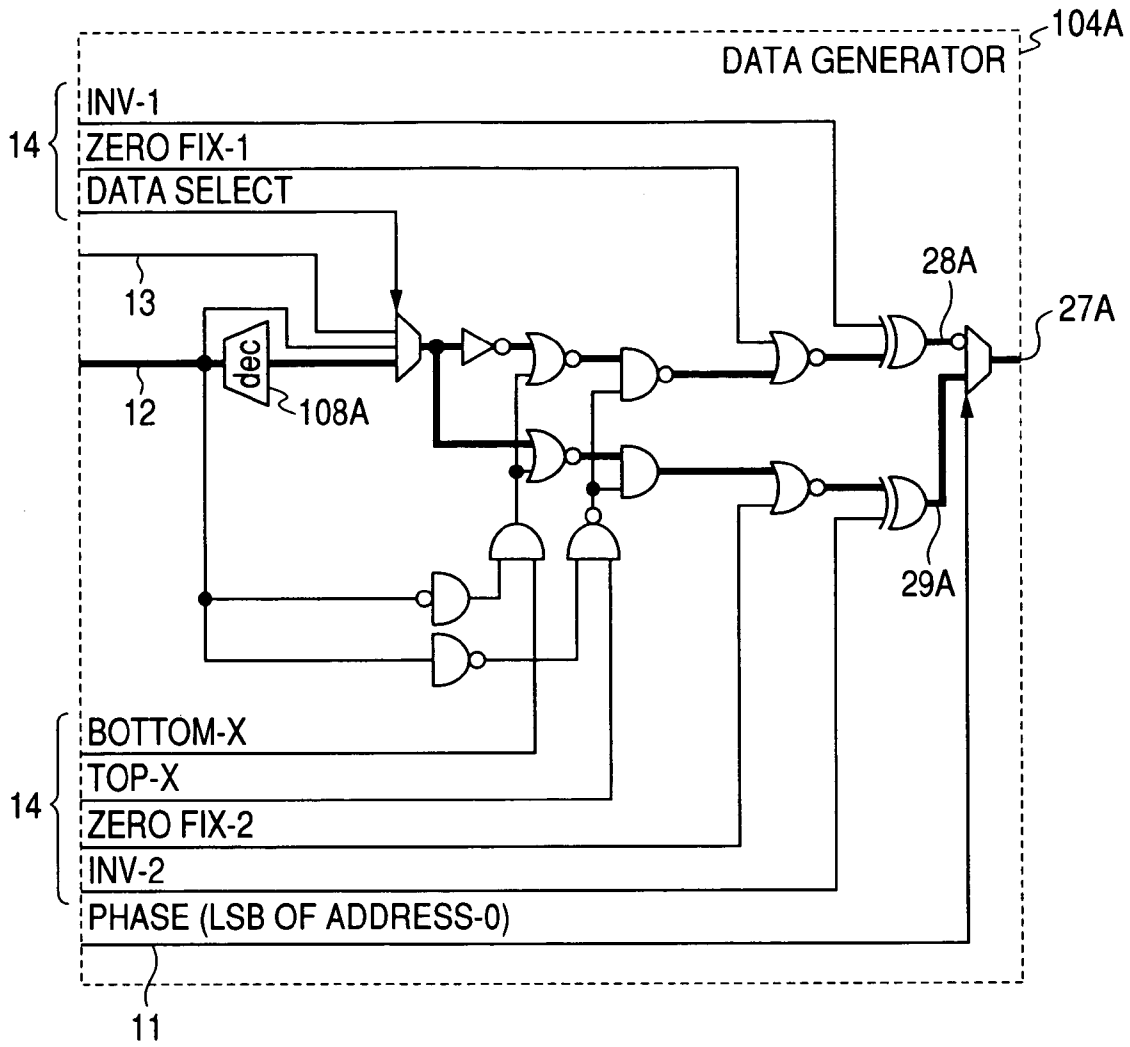 104A
DATA GENERATOR
14
INV-1
ZERO FIX-1
DATA SELECT
13
28A
27A
dec
12
108A
29A
14
BOTTOM-X
TOP-X
ZERO FIX-2
INV-2
PHASE (LSB OF ADDRESS-0)
11